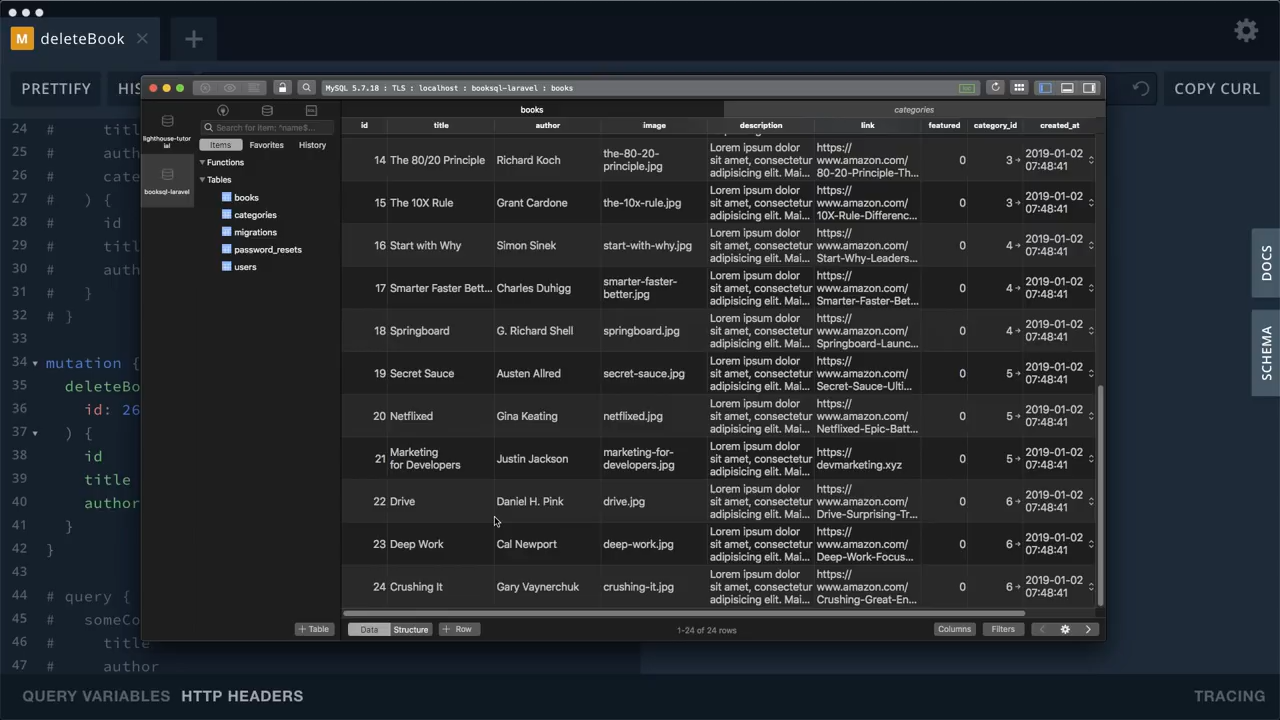 M deleteBook
PRETTIFY
HIS
COPY CURL
24 #
25 #
26 #
27 #
28 #
29 #
30 #
31 # }
32 # }
33
34 mutation {
35 deleteBo
36 id: 26
37 ) {
38 id
39 title
40 author
41 }
42 }
43
44 # query {
45 # someCo
46 # title
47 # author
QUERY VARIABLES HTTP HEADERS
TRACING
DOCS
SCHEMA
MySQL 5.7.18 : TLS : localhost : booksql-laravel : books
lighthouse-tutorial
booksql-laravel
Search for item: ^name$...
Items Favorites History
Functions
Tables
books
categories
migrations
password_resets
users
+ Table
books categories
id title author image description link featured category_id created_at
14 The 80/20 Principle Richard Koch the-80-20-principle.jpg Lorem ipsum dolor sit amet, consectetur adipisicing elit. Mai... https://www.amazon.com/80-20-Principle-Th... 0 3 2019-01-02 07:48:41
15 The 10X Rule Grant Cardone the-10x-rule.jpg Lorem ipsum dolor sit amet, consectetur adipisicing elit. Mai... https://www.amazon.com/10X-Rule-Differenc... 0 3 2019-01-02 07:48:41
16 Start with Why Simon Sinek start-with-why.jpg Lorem ipsum dolor sit amet, consectetur adipisicing elit. Mai... https://www.amazon.com/Start-Why-Leaders... 0 4 2019-01-02 07:48:41
17 Smarter Faster Bett... Charles Duhigg smarter-faster-better.jpg Lorem ipsum dolor sit amet, consectetur adipisicing elit. Mai... https://www.amazon.com/Smarter-Faster-Bet... 0 4 2019-01-02 07:48:41
18 Springboard G. Richard Shell springboard.jpg Lorem ipsum dolor sit amet, consectetur adipisicing elit. Mai... https://www.amazon.com/Springboard-Launc... 0 4 2019-01-02 07:48:41
19 Secret Sauce Austen Allred secret-sauce.jpg Lorem ipsum dolor sit amet, consectetur adipisicing elit. Mai... https://www.amazon.com/Secret-Sauce-Ulti... 0 5 2019-01-02 07:48:41
20 Netflixed Gina Keating netflixed.jpg Lorem ipsum dolor sit amet, consectetur adipisicing elit. Mai... https://www.amazon.com/Netflixed-Epic-Batt... 0 5 2019-01-02 07:48:41
21 Marketing for Developers Justin Jackson marketing-for-developers.jpg Lorem ipsum dolor sit amet, consectetur adipisicing elit. Mai... https://devmarketing.xyz 0 5 2019-01-02 07:48:41
22 Drive Daniel H. Pink drive.jpg Lorem ipsum dolor sit amet, consectetur adipisicing elit. Mai... https://www.amazon.com/Drive-Surprising-Tr... 0 6 2019-01-02 07:48:41
23 Deep Work Cal Newport deep-work.jpg Lorem ipsum dolor sit amet, consectetur adipisicing elit. Mai... https://www.amazon.com/Deep-Work-Focus... 0 6 2019-01-02 07:48:41
24 Crushing It Gary Vaynerchuk crushing-it.jpg Lorem ipsum dolor sit amet, consectetur adipisicing elit. Mai... https://www.amazon.com/Crushing-Great-En... 0 6 2019-01-02 07:48:41
Data Structure + Row 1-24 of 24 rows Columns Filters